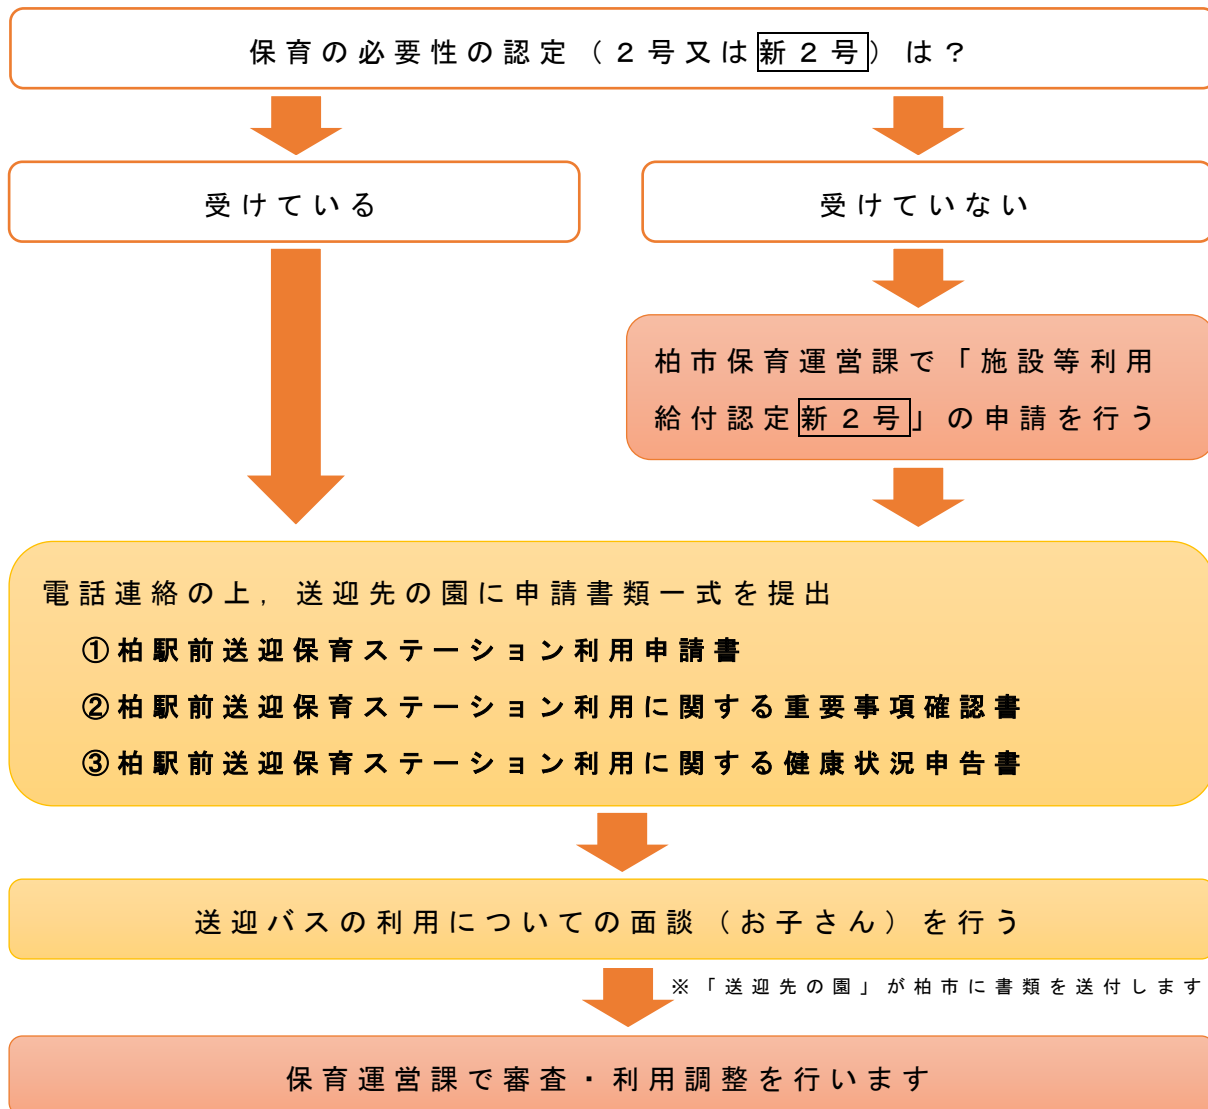 保育の必要性の認定（２号又は新２号）は？
受けている
受けていない
柏市保育運営課で「施設等利用
給付認定新２号」の申請を行う
電話連絡の上，送迎先の園に申請書類一式を提出
①柏駅前送迎保育ステーション利用申請書
②柏駅前送迎保育ステーション利用に関する重要事項確認書
③柏駅前送迎保育ステーション利用に関する健康状況申告書
送迎バスの利用についての面談（お子さん）を行う
※「送迎先の園」が柏市に書類を送付します
保育運営課で審査・利用調整を行います